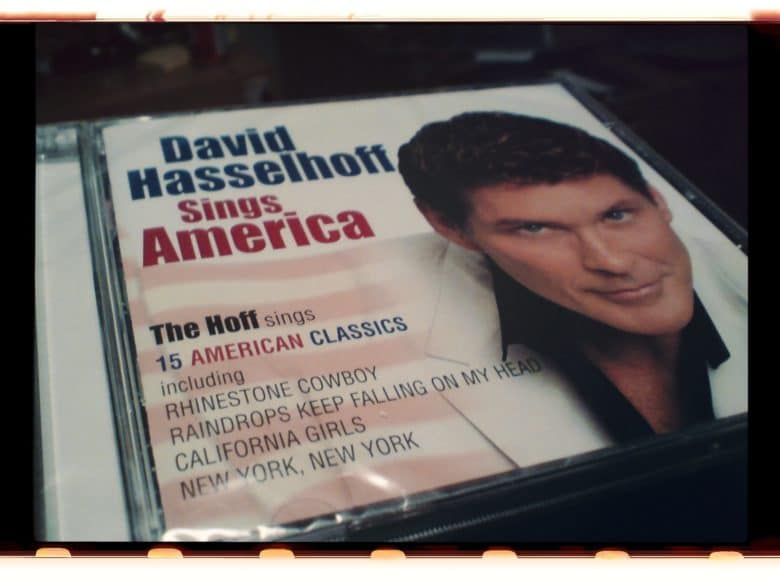 David
Hasselhoff
Sings
America
The Hoff sings
15 AMERICAN CLASSICS
including
RHINESTONE COWBOY
RAINDROPS KEEP FALLING ON MY HEAD
CALIFORNIA GIRLS
NEW YORK, NEW YORK